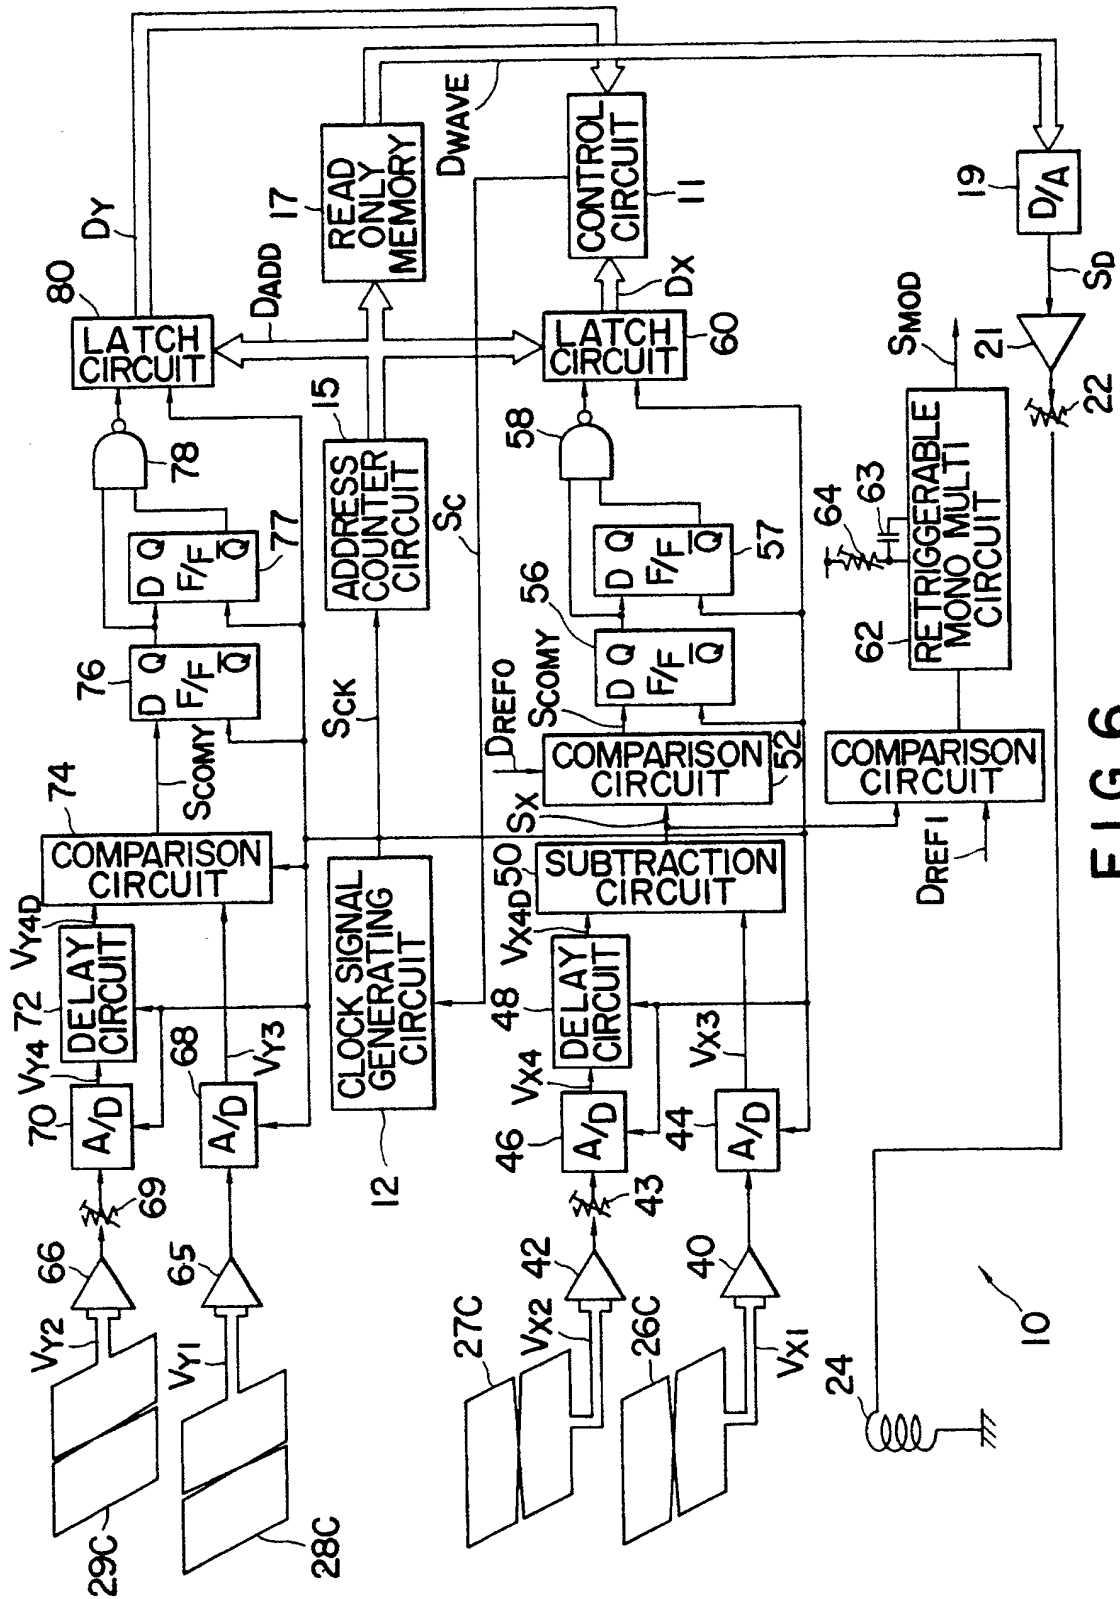 DY
80
LATCH
CIRCUIT
78
77
D Q
F/F
Q
76
D Q
F/F
Q
SCOMY
74
COMPARISON
CIRCUIT
VY4D
72
DELAY
CIRCUIT
VY4
70
A/D
68
A/D
VY3
69
66
65
VY2
VY1
29C
28C
DADD
17
READ
ONLY
MEMORY
DWAVE
15
ADDRESS
COUNTER
CIRCUIT
SC
SCK
CLOCK SIGNAL
GENERATING
CIRCUIT
12
CONTROL
CIRCUIT
11
DX
LATCH
CIRCUIT
60
58
57
D Q
F/F
Q
56
D Q
F/F
Q
SCOMY
DREF0
COMPARISON
CIRCUIT
52
SX
50
SUBTRACTION
CIRCUIT
VX4D
48
DELAY
CIRCUIT
VX4
VX3
46
A/D
44
A/D
43
42
40
VX2
VX1
27C
26C
19
D/A
SD
21
22
SMOD
64
63
62
RETRIGGERABLE
MONO MULTI
CIRCUIT
COMPARISON
CIRCUIT
DREF1
24
10
FIG 6